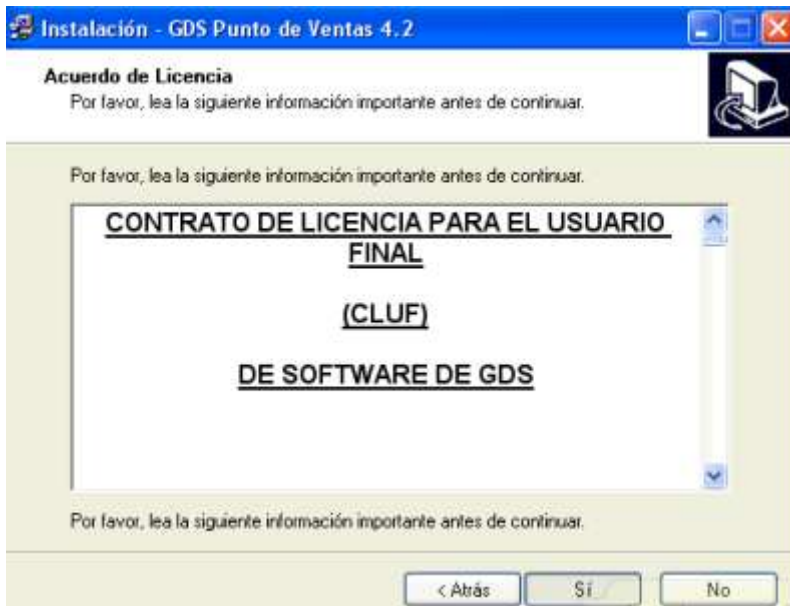 Instalación - GDS Punto de Ventas 4.2
Acuerdo de Licencia
Por favor, lea la siguiente información importante antes de continuar.
Por favor, lea la siguiente información importante antes de continuar.
CONTRATO DE LICENCIA PARA EL USUARIO
FINAL
(CLUF)
DE SOFTWARE DE GDS
Por favor, lea la siguiente información importante antes de continuar.
< Atrás
Sí
No